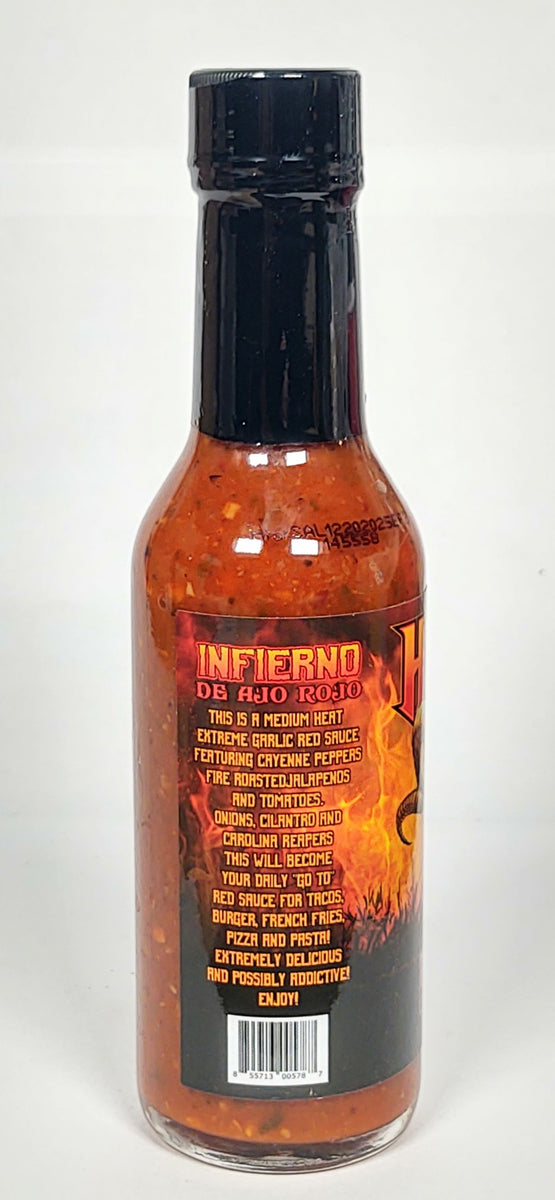 SAL12202025
145558
INFIERNO
DE AJO ROJO
THIS IS A MEDIUM HEAT
EXTREME GARLIC RED SAUCE
FEATURING CAYENNE PEPPERS
FIRE ROASTEDJALAPENOS
AND TOMATOES,
ONIONS, CILANTRO AND
CAROLINA REAPERS
THIS WILL BECOME
YOUR DAILY "GO TO"
RED SAUCE FOR TACOS,
BURGER, FRENCH FRIES,
PIZZA AND PASTA!
EXTREMELY DELICIOUS
AND POSSIBLY ADDICTIVE!
ENJOY!
8 55713 00578 7